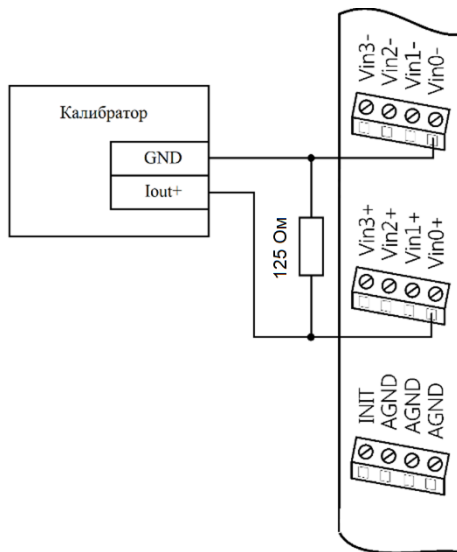 Калибратор
GND
Iout+
125 Ом
Vin3-
Vin2-
Vin1-
Vin0-
Vin3+
Vin2+
Vin1+
Vin0+
INIT
AGND
AGND
AGND